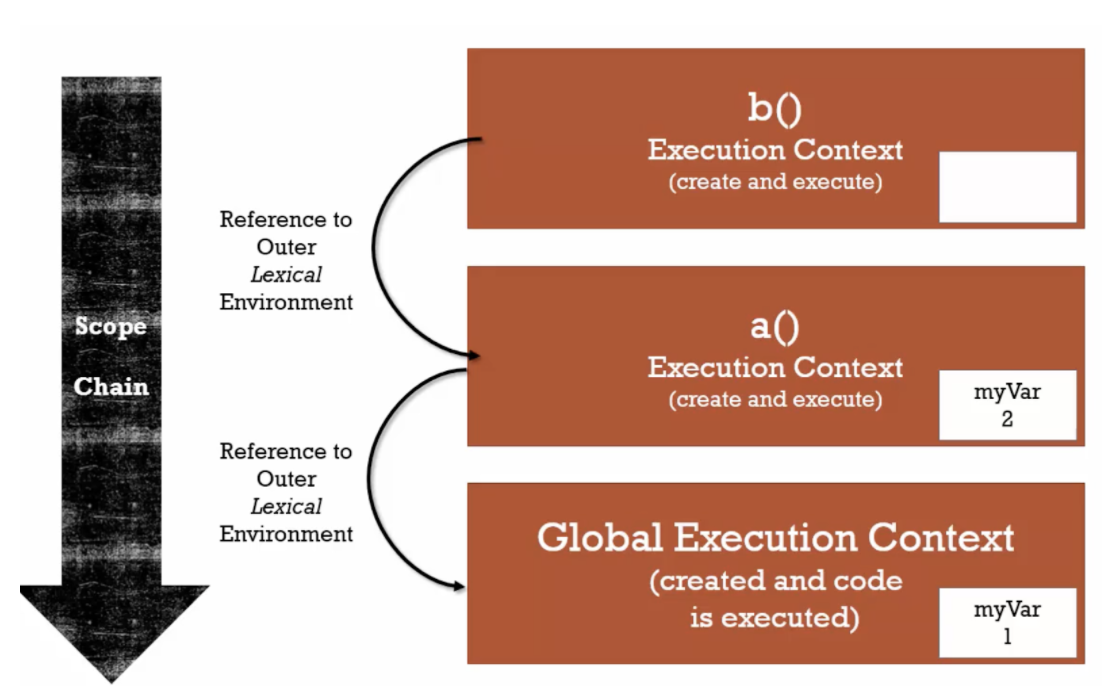 b()
Execution Context
(create and execute)
Reference to
Outer
Lexical
Environment
Scope
Chain
a()
Execution Context
(create and execute)
myVar
2
Reference to
Outer
Lexical
Environment
Global Execution Context
(created and code
is executed)
myVar
1